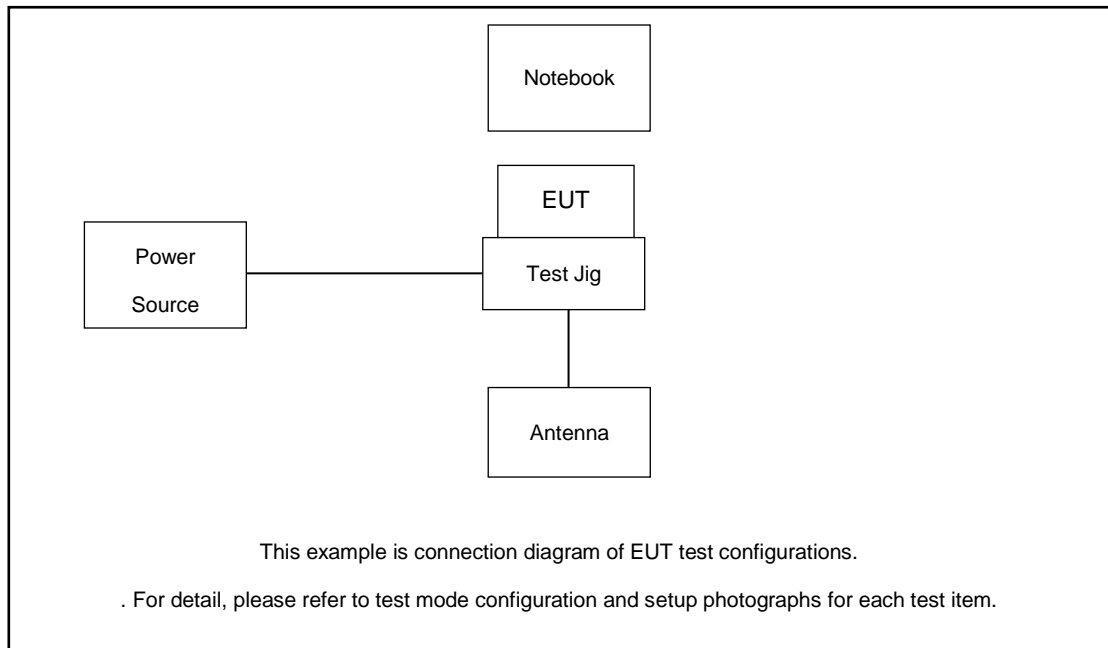 Notebook
EUT
Power
Source
Test Jig
Antenna
This example is connection diagram of EUT test configurations.
. For detail, please refer to test mode configuration and setup photographs for each test item.